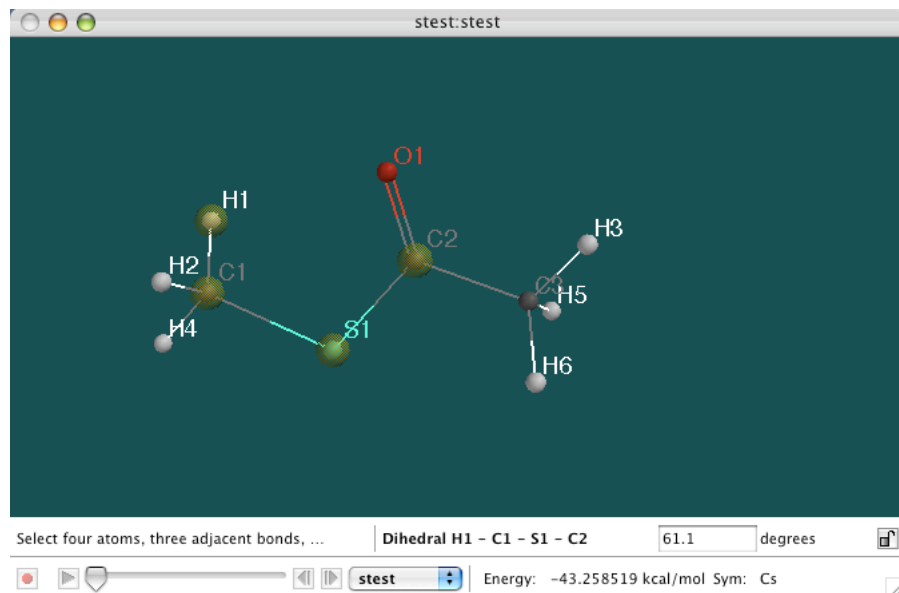 stest:stest
O1
H1
C2
H3
H2
C1
C3
H5
H4
S1
H6
Select four atoms, three adjacent bonds, ... Dihedral H1 – C1 – S1 – C2 61.1 degrees
stest Energy: -43.258519 kcal/mol Sym: Cs